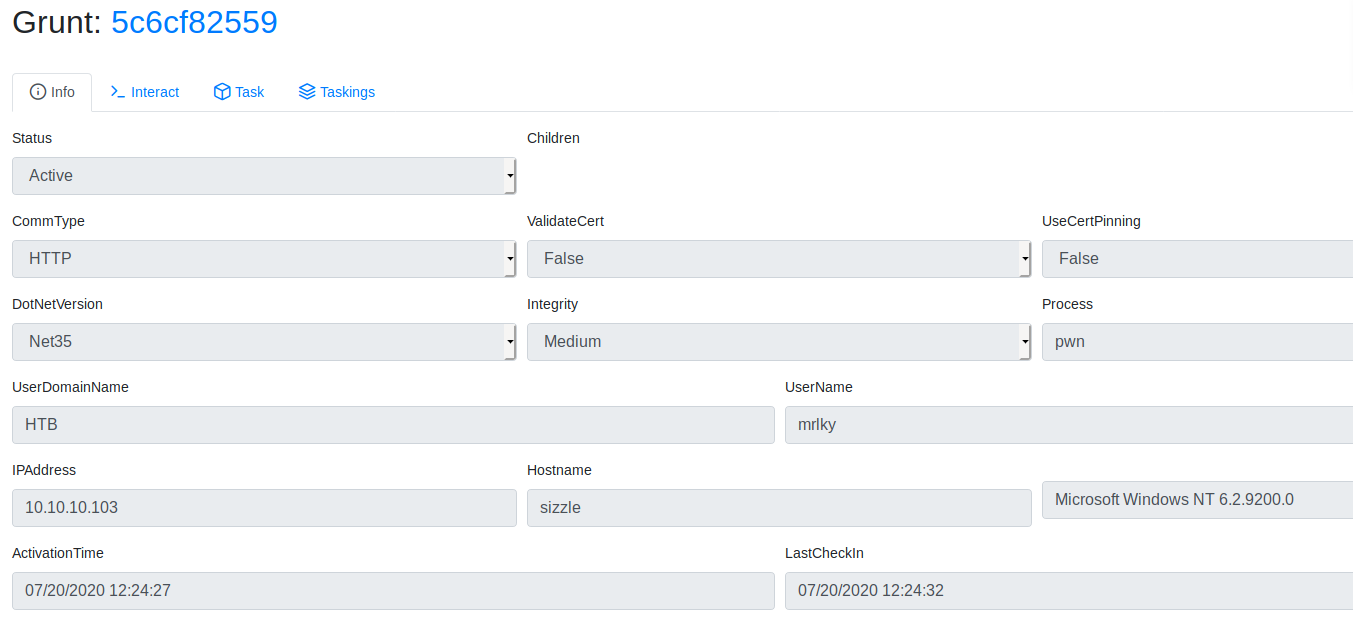 Grunt: 5c6cf82559
Info Interact Task Taskings
Status Children
Active
CommType ValidateCert UseCertPinning
HTTP False False
DotNetVersion Integrity Process
Net35 Medium pwn
UserDomainName UserName
HTB mrlky
IPAddress Hostname
10.10.10.103 sizzle Microsoft Windows NT 6.2.9200.0
ActivationTime LastCheckIn
07/20/2020 12:24:27 07/20/2020 12:24:32